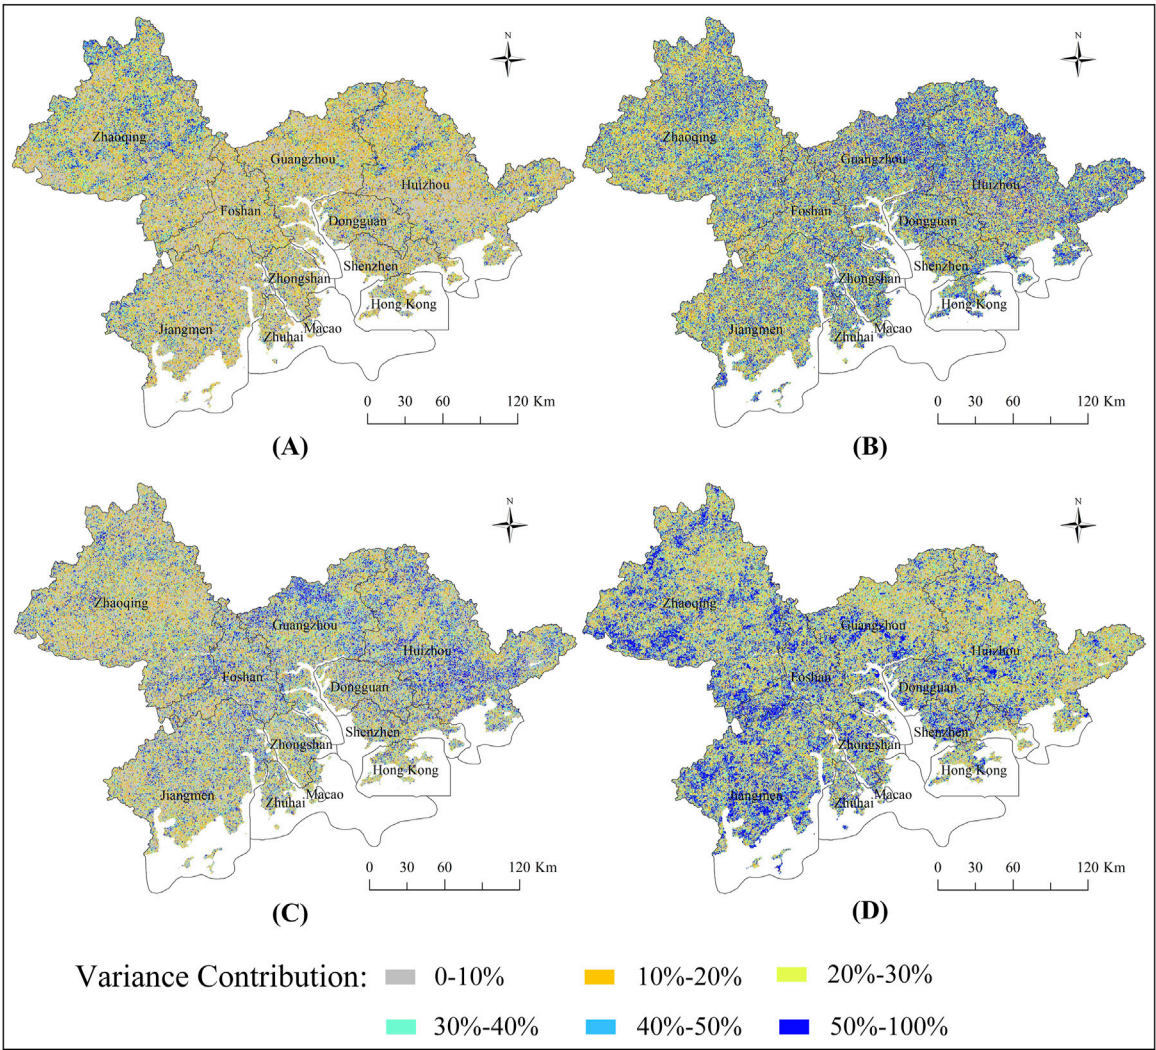 N
N
Zhaoqing
Guangzhou
Huizhou
Foshan
Dongguan
Shenzhen
Zhongshan
Hong Kong
Jiangmen
Macao
Zhuhai
0 30 60 120 Km
(A)
Zhaoqing
Guangzhou
Huizhou
Foshan
Dongguan
Shenzhen
Zhongshan
Hong Kong
Jiangmen
Macao
Zhuhai
0 30 60 120 Km
(B)
N
N
Zhaoqing
Guangzhou
Huizhou
Foshan
Dongguan
Shenzhen
Zhongshan
Hong Kong
Jiangmen
Macao
Zhuhai
0 30 60 120 Km
(C)
Zhaoqing
Guangzhou
Huizhou
Foshan
Dongguan
Shenzhen
Zhongshan
Hong Kong
Jiangmen
Macao
Zhuhai
0 30 60 120 Km
(D)
Variance Contribution: 0-10% 10%-20% 20%-30%
30%-40% 40%-50% 50%-100%